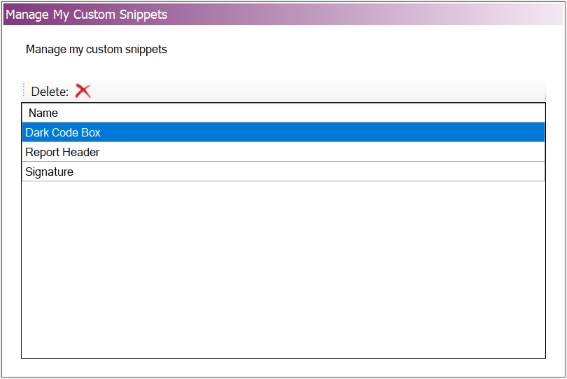 Manage My Custom Snippets
Manage my custom snippets
Delete:
Name
Dark Code Box
Report Header
Signature